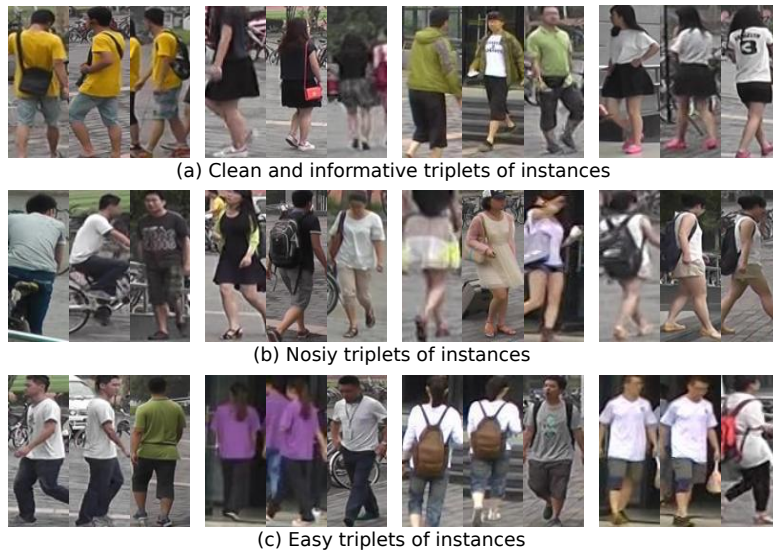 3
(a) Clean and informative triplets of instances
(b) Nosiy triplets of instances
(c) Easy triplets of instances